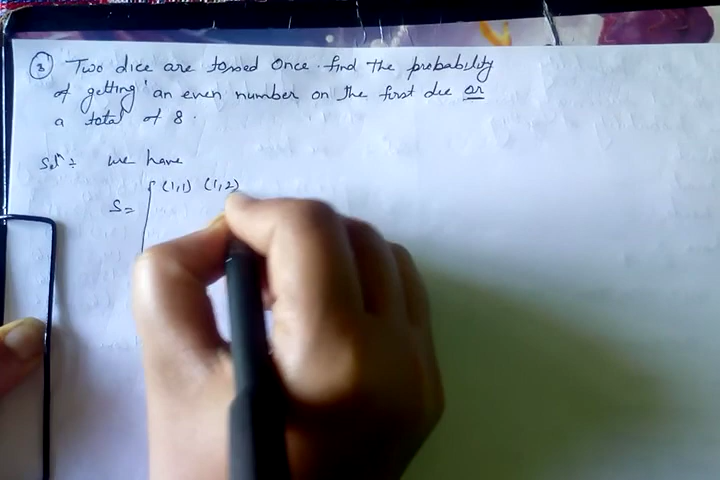 3 Two dice are tossed once. find the probability
of getting 'an even number on the first die or
a total of 8.
Solⁿ: we have
S= { (1,1) (1,2)